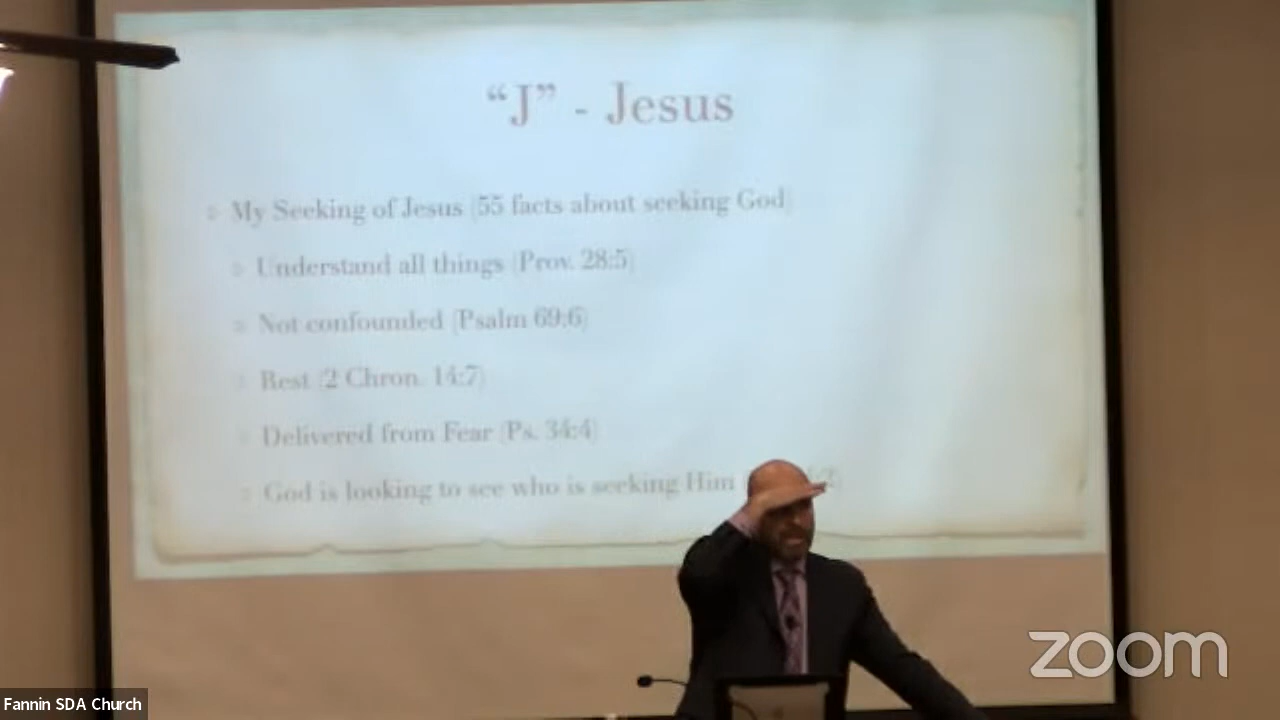 “J” - Jesus
My Seeking of Jesus (55 facts about seeking God)
Understand all things (Prov. 28:5)
Not confounded (Psalm 69:6)
Rest (2 Chron. 14:7)
Delivered from Fear (Ps. 34:4)
God is looking to see who is seeking Him
zoom
Fannin SDA Church